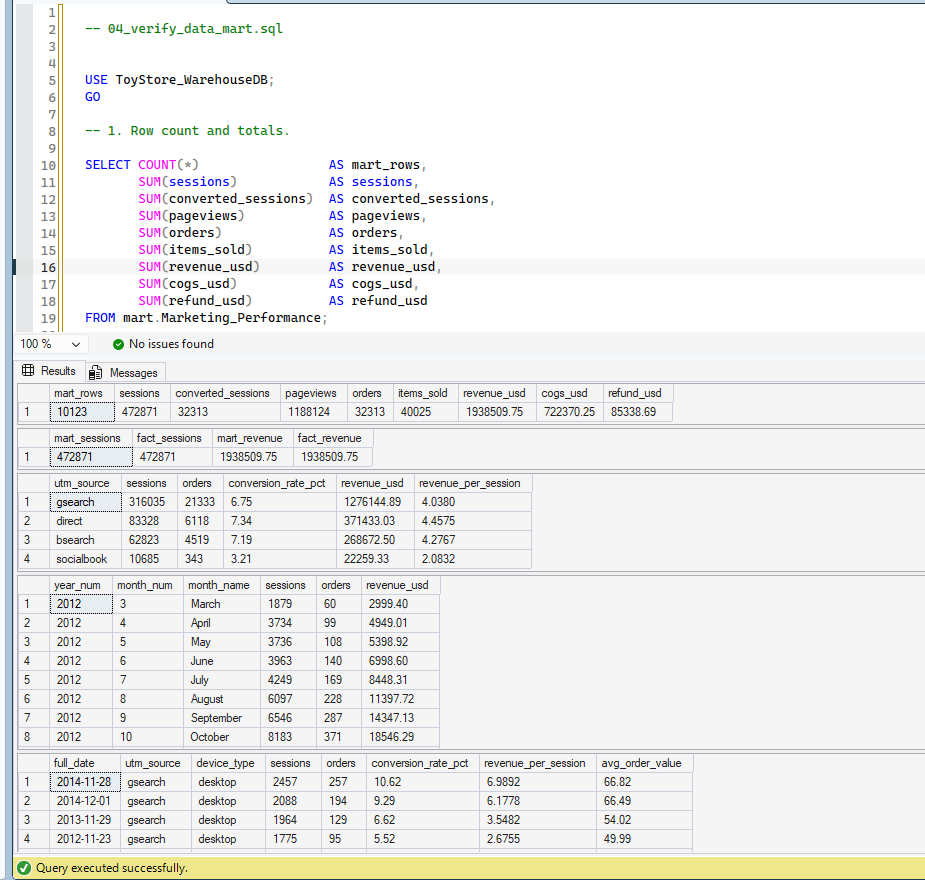 1
2 -- 04_verify_data_mart.sql
3
4
5 USE ToyStore_WarehouseDB;
6 GO
7
8 -- 1. Row count and totals.
9
10 SELECT COUNT(*) AS mart_rows,
11 SUM(sessions) AS sessions,
12 SUM(converted_sessions) AS converted_sessions,
13 SUM(pageviews) AS pageviews,
14 SUM(orders) AS orders,
15 SUM(items_sold) AS items_sold,
16 SUM(revenue_usd) AS revenue_usd,
17 SUM(cogs_usd) AS cogs_usd,
18 SUM(refund_usd) AS refund_usd
19 FROM mart.Marketing_Performance;
100 % No issues found
Results Messages
mart_rows sessions converted_sessions pageviews orders items_sold revenue_usd cogs_usd refund_usd
1 10123 472871 32313 1188124 32313 40025 1938509.75 722370.25 85338.69
mart_sessions fact_sessions mart_revenue fact_revenue
1 472871 472871 1938509.75 1938509.75
utm_source sessions orders conversion_rate_pct revenue_usd revenue_per_session
1 gsearch 316035 21333 6.75 1276144.89 4.0380
2 direct 83328 6118 7.34 371433.03 4.4575
3 bsearch 62823 4519 7.19 268672.50 4.2767
4 socialbook 10685 343 3.21 22259.33 2.0832
year_num month_num month_name sessions orders revenue_usd
1 2012 3 March 1879 60 2999.40
2 2012 4 April 3734 99 4949.01
3 2012 5 May 3736 108 5398.92
4 2012 6 June 3963 140 6998.60
5 2012 7 July 4249 169 8448.31
6 2012 8 August 6097 228 11397.72
7 2012 9 September 6546 287 14347.13
8 2012 10 October 8183 371 18546.29
full_date utm_source device_type sessions orders conversion_rate_pct revenue_per_session avg_order_value
1 2014-11-28 gsearch desktop 2457 257 10.62 6.9892 66.82
2 2014-12-01 gsearch desktop 2088 194 9.29 6.1778 66.49
3 2013-11-29 gsearch desktop 1964 129 6.62 3.5482 54.02
4 2012-11-23 gsearch desktop 1775 95 5.52 2.6755 49.99
Query executed successfully.